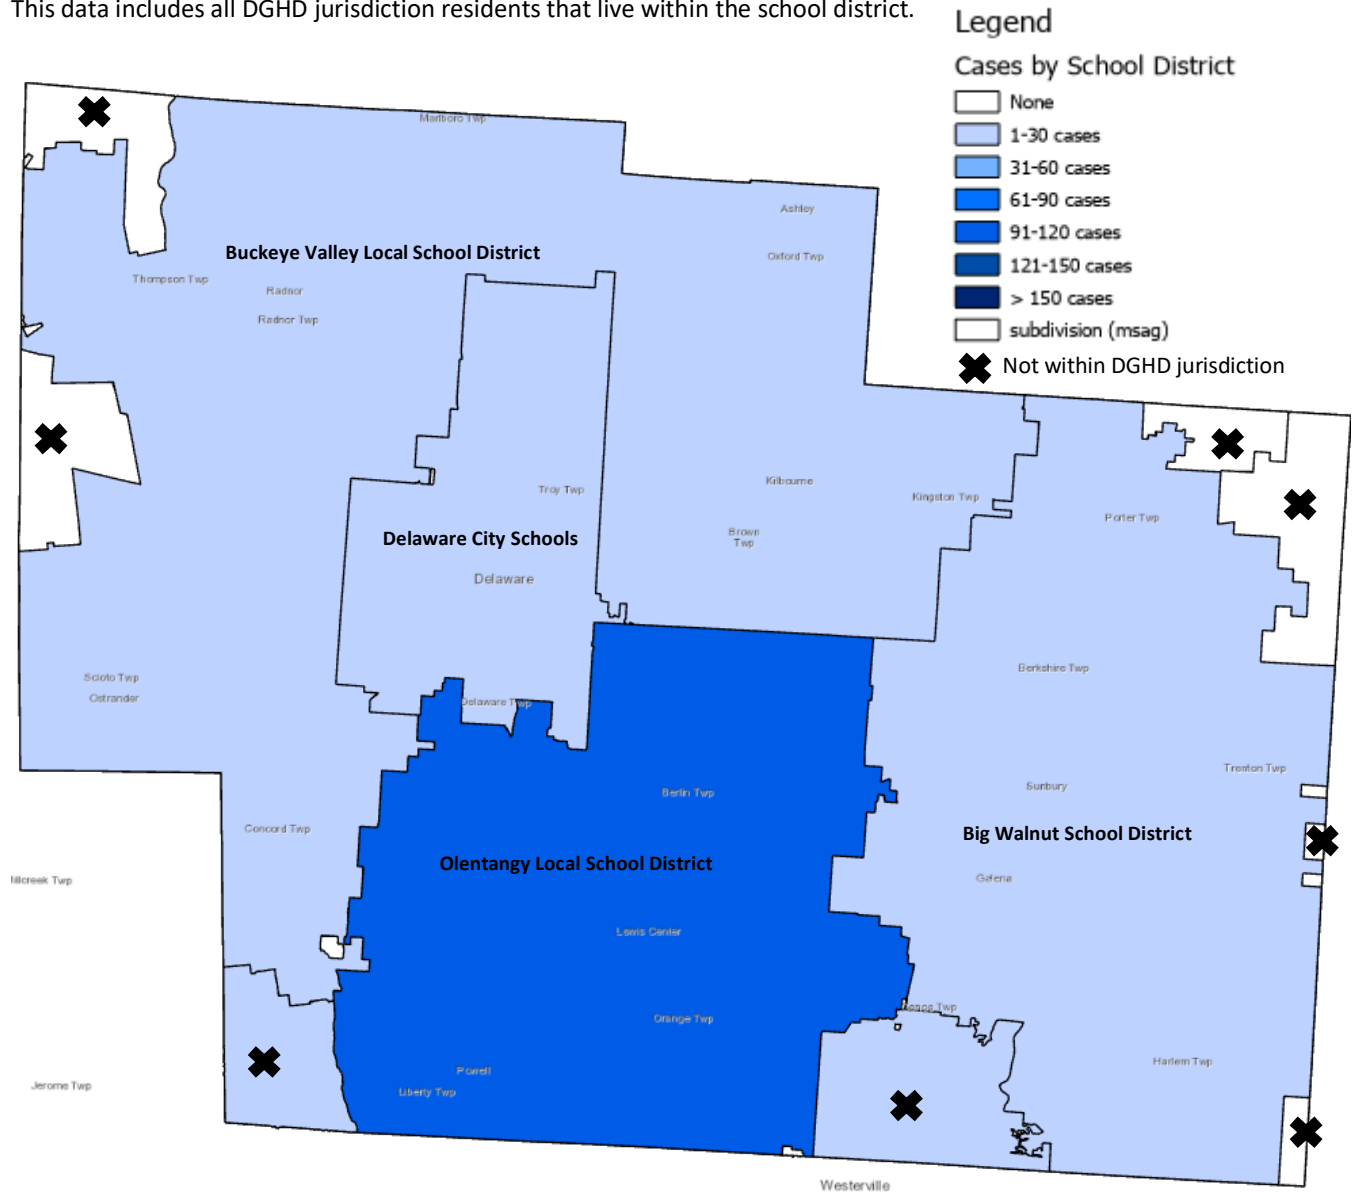 This data includes all DGHD jurisdiction residents that live within the school district.
Legend
Cases by School District
None
1-30 cases
31-60 cases
61-90 cases
91-120 cases
121-150 cases
> 150 cases
subdivision (msag)
Not within DGHD jurisdiction
Marlboro Twp
Ashley
Oxford Twp
Buckeye Valley Local School District
Thompson Twp
Radnor
Radnor Twp
Troy Twp
Kilbourne
Kingston Twp
Porter Twp
Brown
Twp
Delaware City Schools
Delaware
Scioto Twp
Ostrander
Delaware Twp
Berkshire Twp
Trenton Twp
Sunbury
Berlin Twp
Concord Twp
Big Walnut School District
Olentangy Local School District
Galena
illcreek Twp
Lewis Center
Orange Twp
Genoa Twp
Harlem Twp
Powell
Liberty Twp
Jerome Twp
Westerville